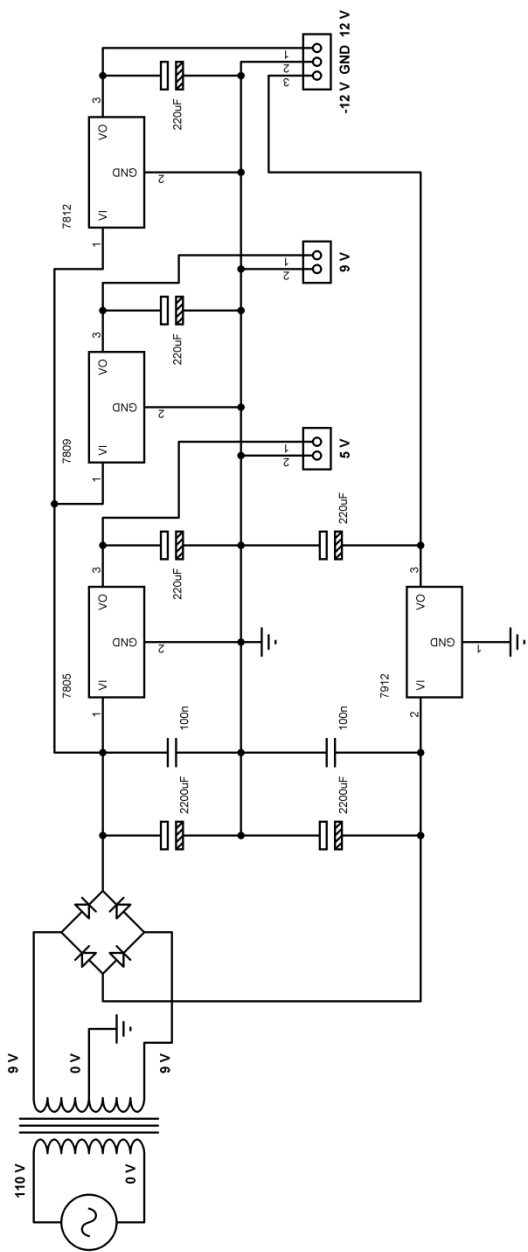 110 V
0 V
9 V
0 V
9 V
2200uF
100n
7805
1
VI
GND
VO
3
2
220uF
7809
1
VI
GND
VO
3
2
220uF
7812
1
VI
GND
VO
3
2
220uF
2200uF
100n
220uF
7912
2
VI
GND
VO
3
1
1
2
5 V
1
2
9 V
1
2
3
-12 V GND 12 V